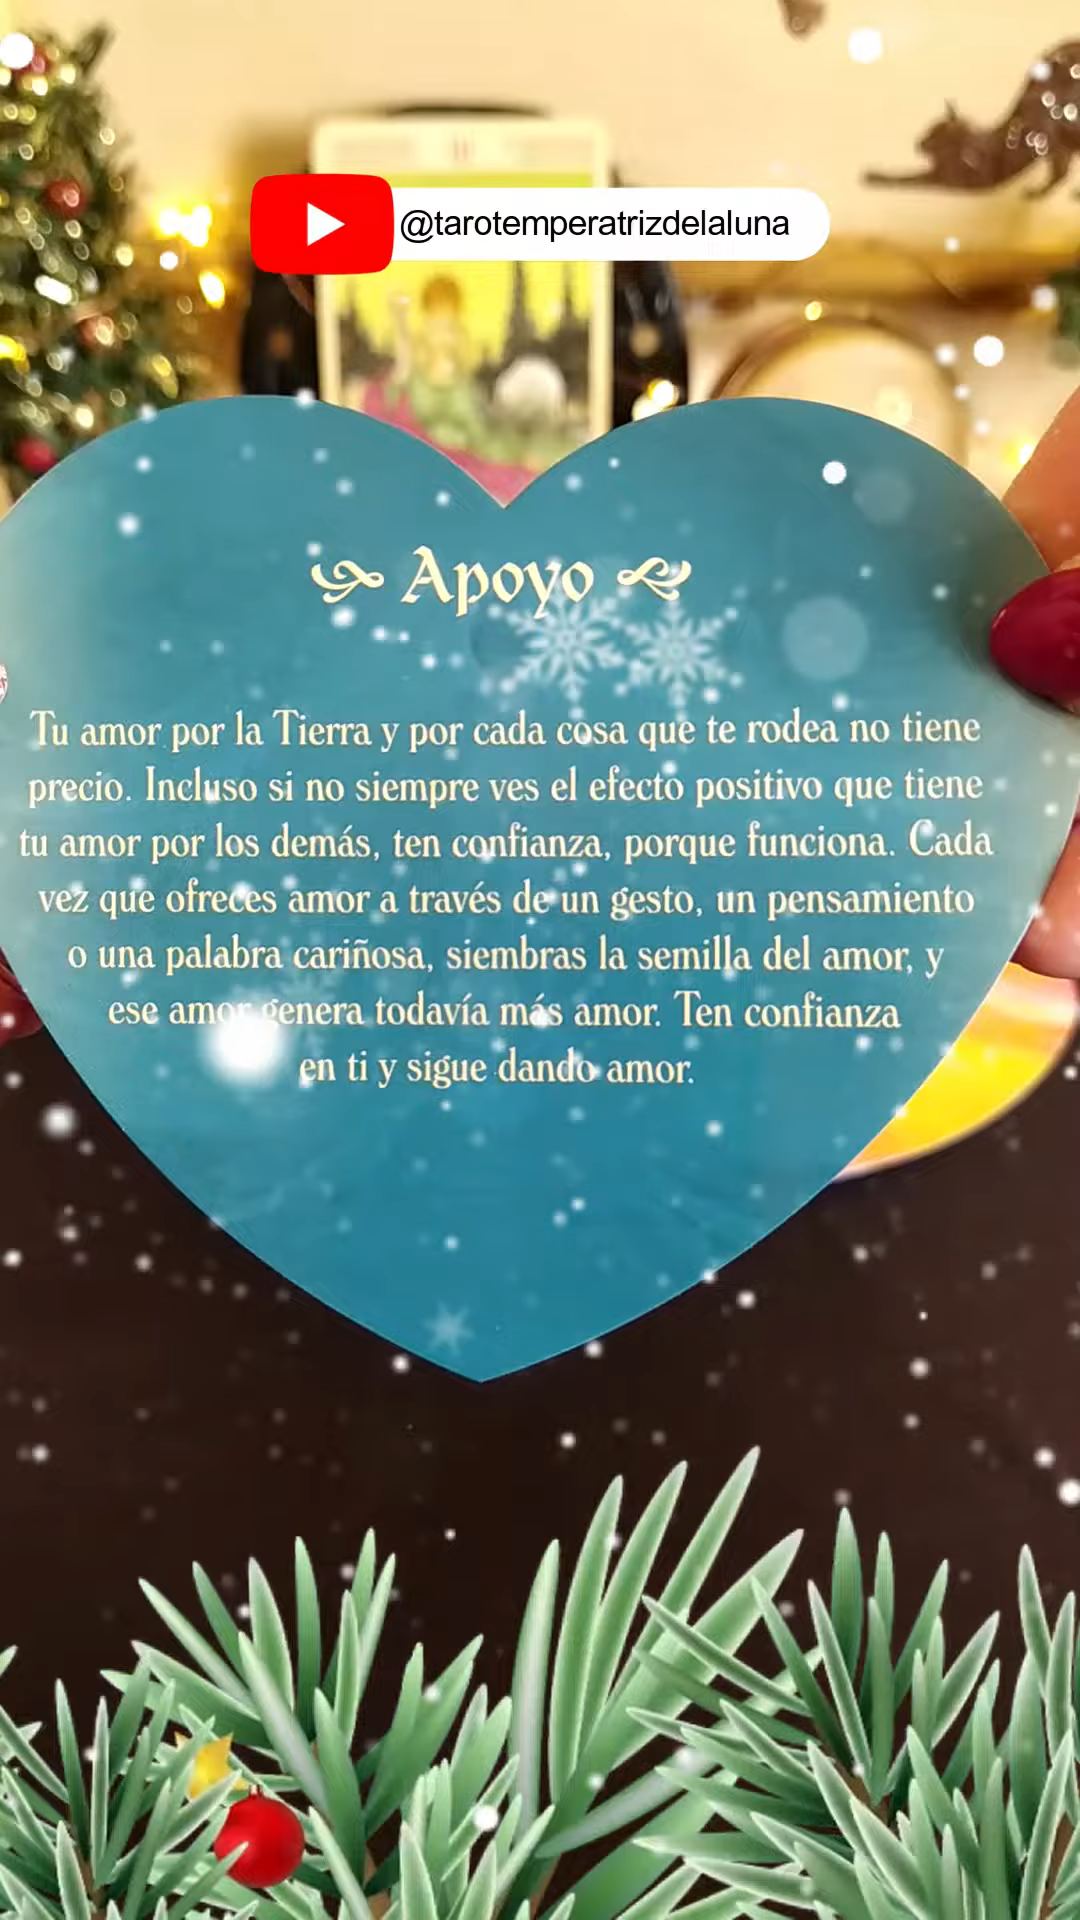 @tarotemperatrizdelaluna
Apoyo
Tu amor por la Tierra y por cada cosa que te rodea no tiene
precio. Incluso si no siempre ves el efecto positivo que tiene
tu amor por los demás, ten confianza, porque funciona. Cada
vez que ofreces amor a través de un gesto, un pensamiento
o una palabra cariñosa, siembras la semilla del amor, y
ese amor genera todavía más amor. Ten confianza
en ti y sigue dando amor.